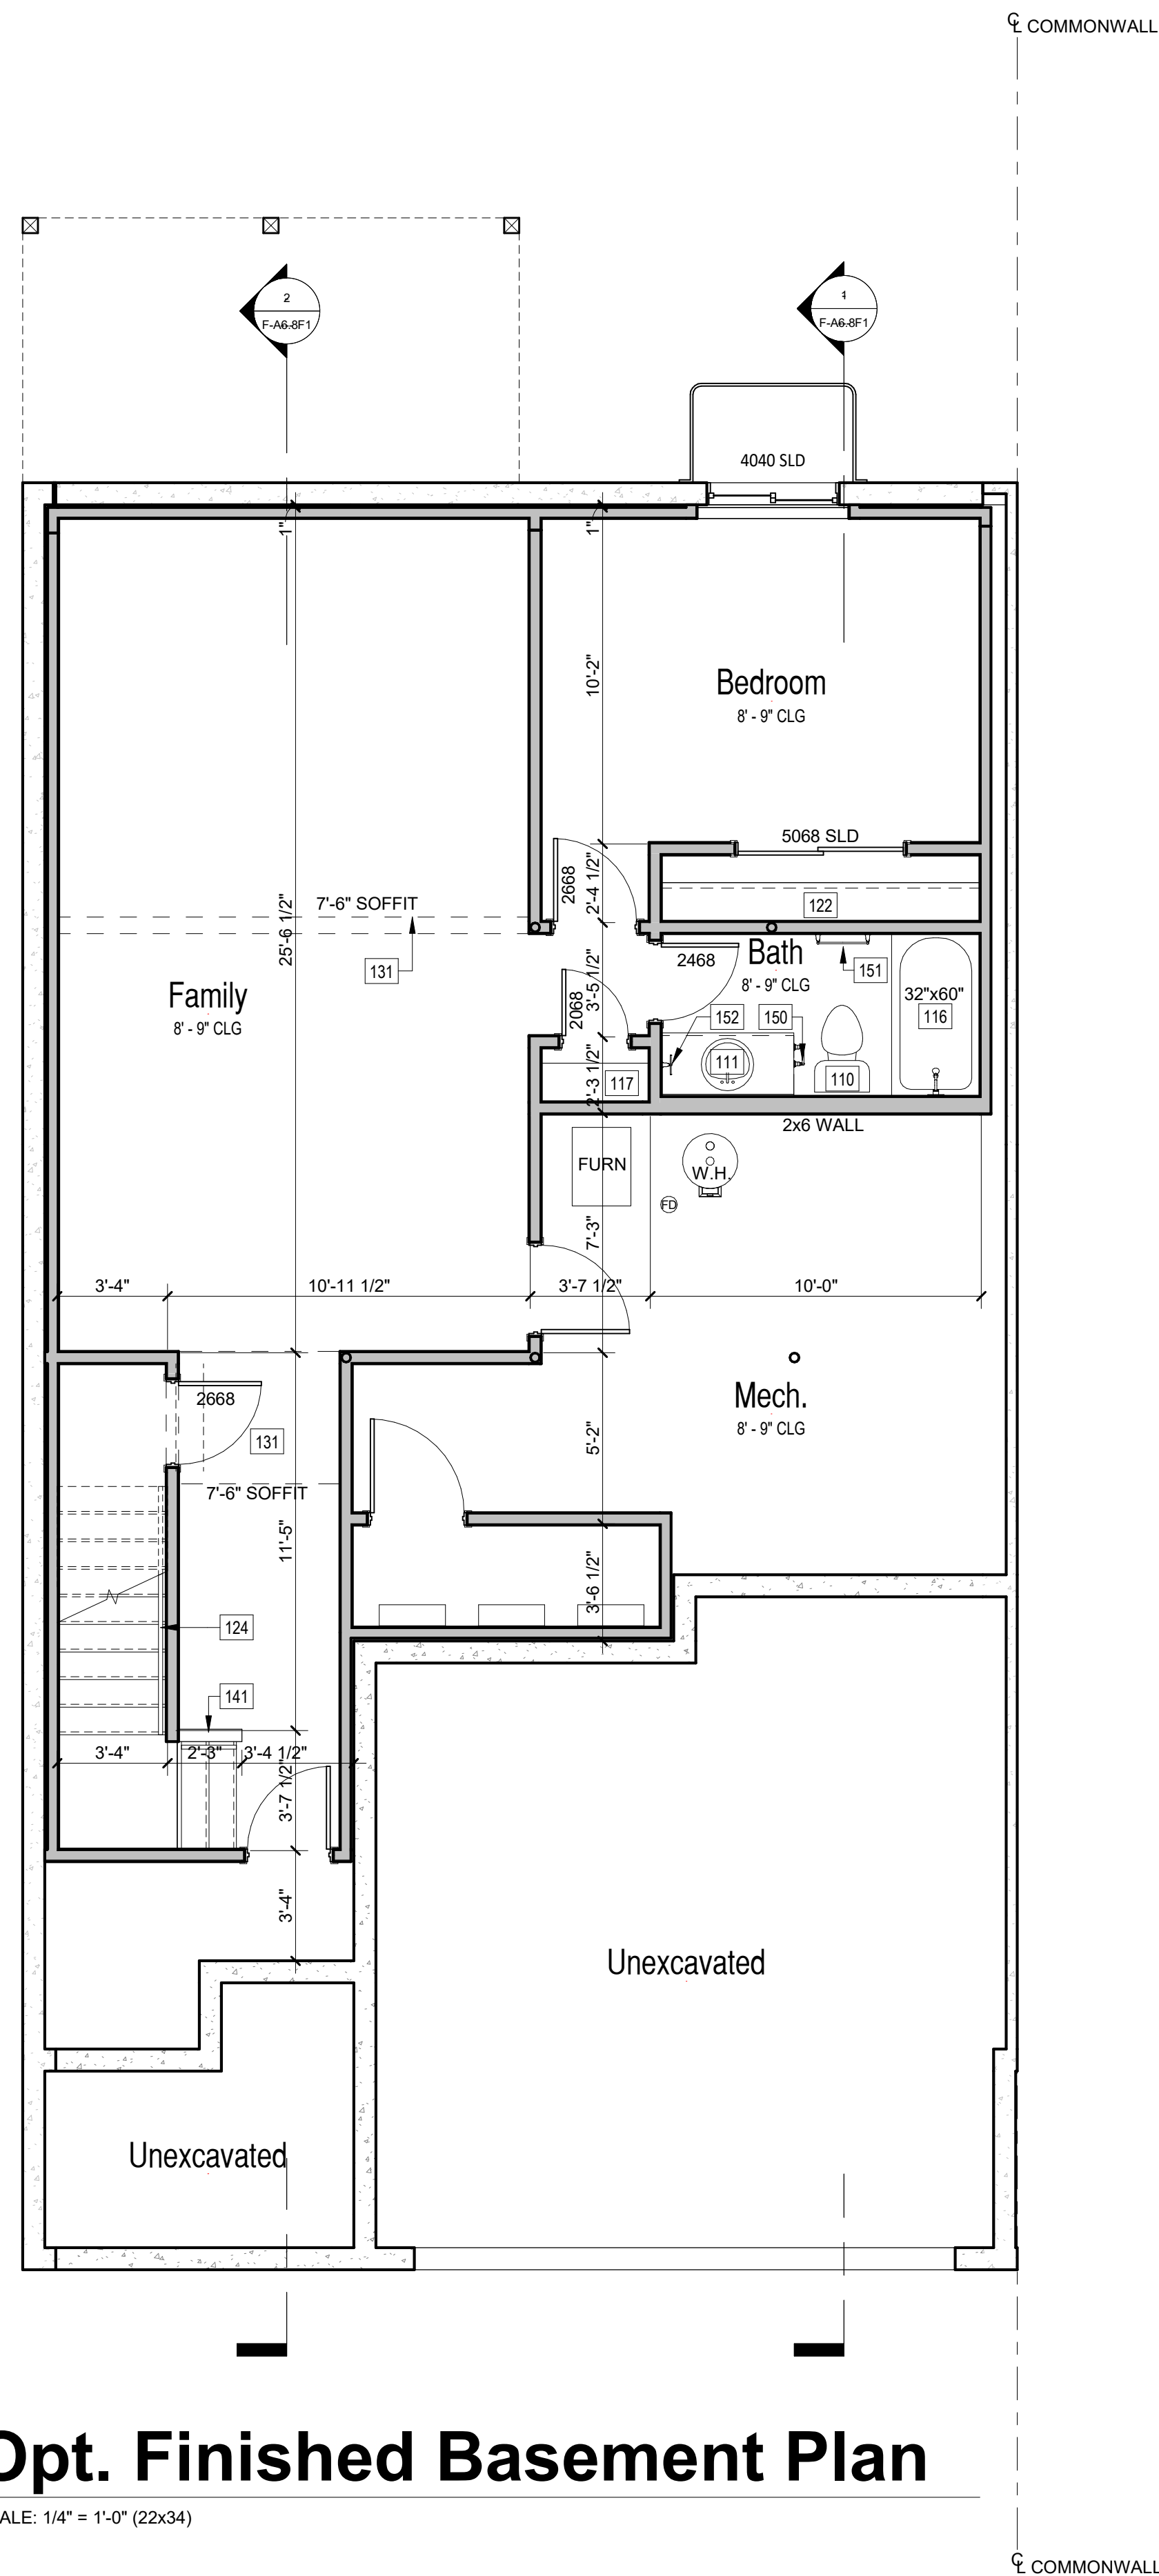 ℄ COMMONWALL
2
F-A6.8F1
1
F-A6.8F1
4040 SLD
1"
1"
10'-2"
Bedroom
8' - 9" CLG
5068 SLD
2668
2'-4 1/2"
122
7'-6" SOFFIT
25'-6 1/2"
131
Family
8' - 9" CLG
2468
Bath
8' - 9" CLG
151
3'-5 1/2"
2068
32"x60"
116
152
150
111
110
117
2'-3 1/2"
2x6 WALL
FURN
W.H.
FD
7'-3"
3'-4"
10'-11 1/2"
3'-7 1/2"
10'-0"
2668
131
Mech.
8' - 9" CLG
5'-2"
7'-6" SOFFIT
11'-5"
3'-6 1/2"
124
141
3'-4"
2'-3"
3'-4 1/2"
3'-7 1/2"
3'-4"
Unexcavated
Unexcavated
Opt. Finished Basement Plan
ALE: 1/4" = 1'-0" (22x34)
℄ COMMONWALL